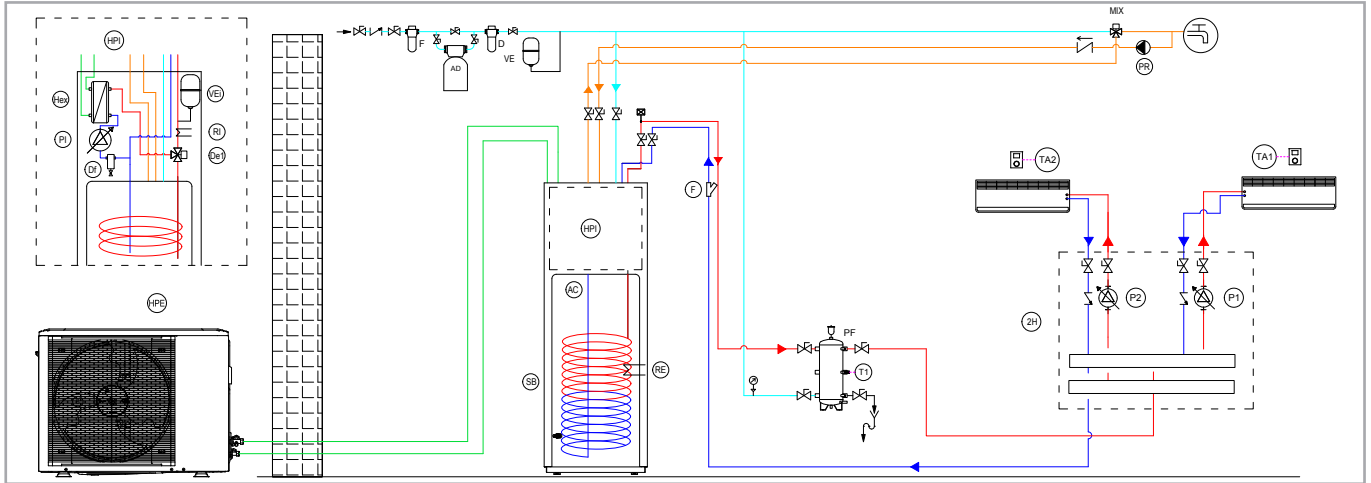 HPI
Hex
VEi
PI
RI
De1
Df
HPE
F
AD
D
VE
MIX
PR
F
HPI
AC
SB
RE
PF
T1
TA2
TA1
P2
P1
2H